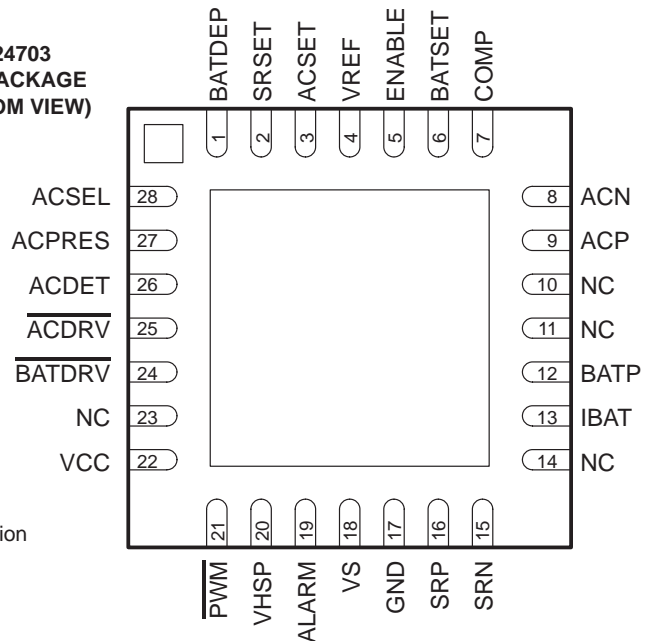 24703
ACKAGE
OM VIEW)
BATDEP
SRSET
ACSET
VREF
ENABLE
BATSET
COMP
1
2
3
4
5
6
7
ACSEL 28
ACPRES 27
ACDET 26
ACDRV 25
BATDRV 24
NC 23
VCC 22
8 ACN
9 ACP
10 NC
11 NC
12 BATP
13 IBAT
14 NC
21
20
19
18
17
16
15
PWM
VHSP
ALARM
VS
GND
SRP
SRN
ion